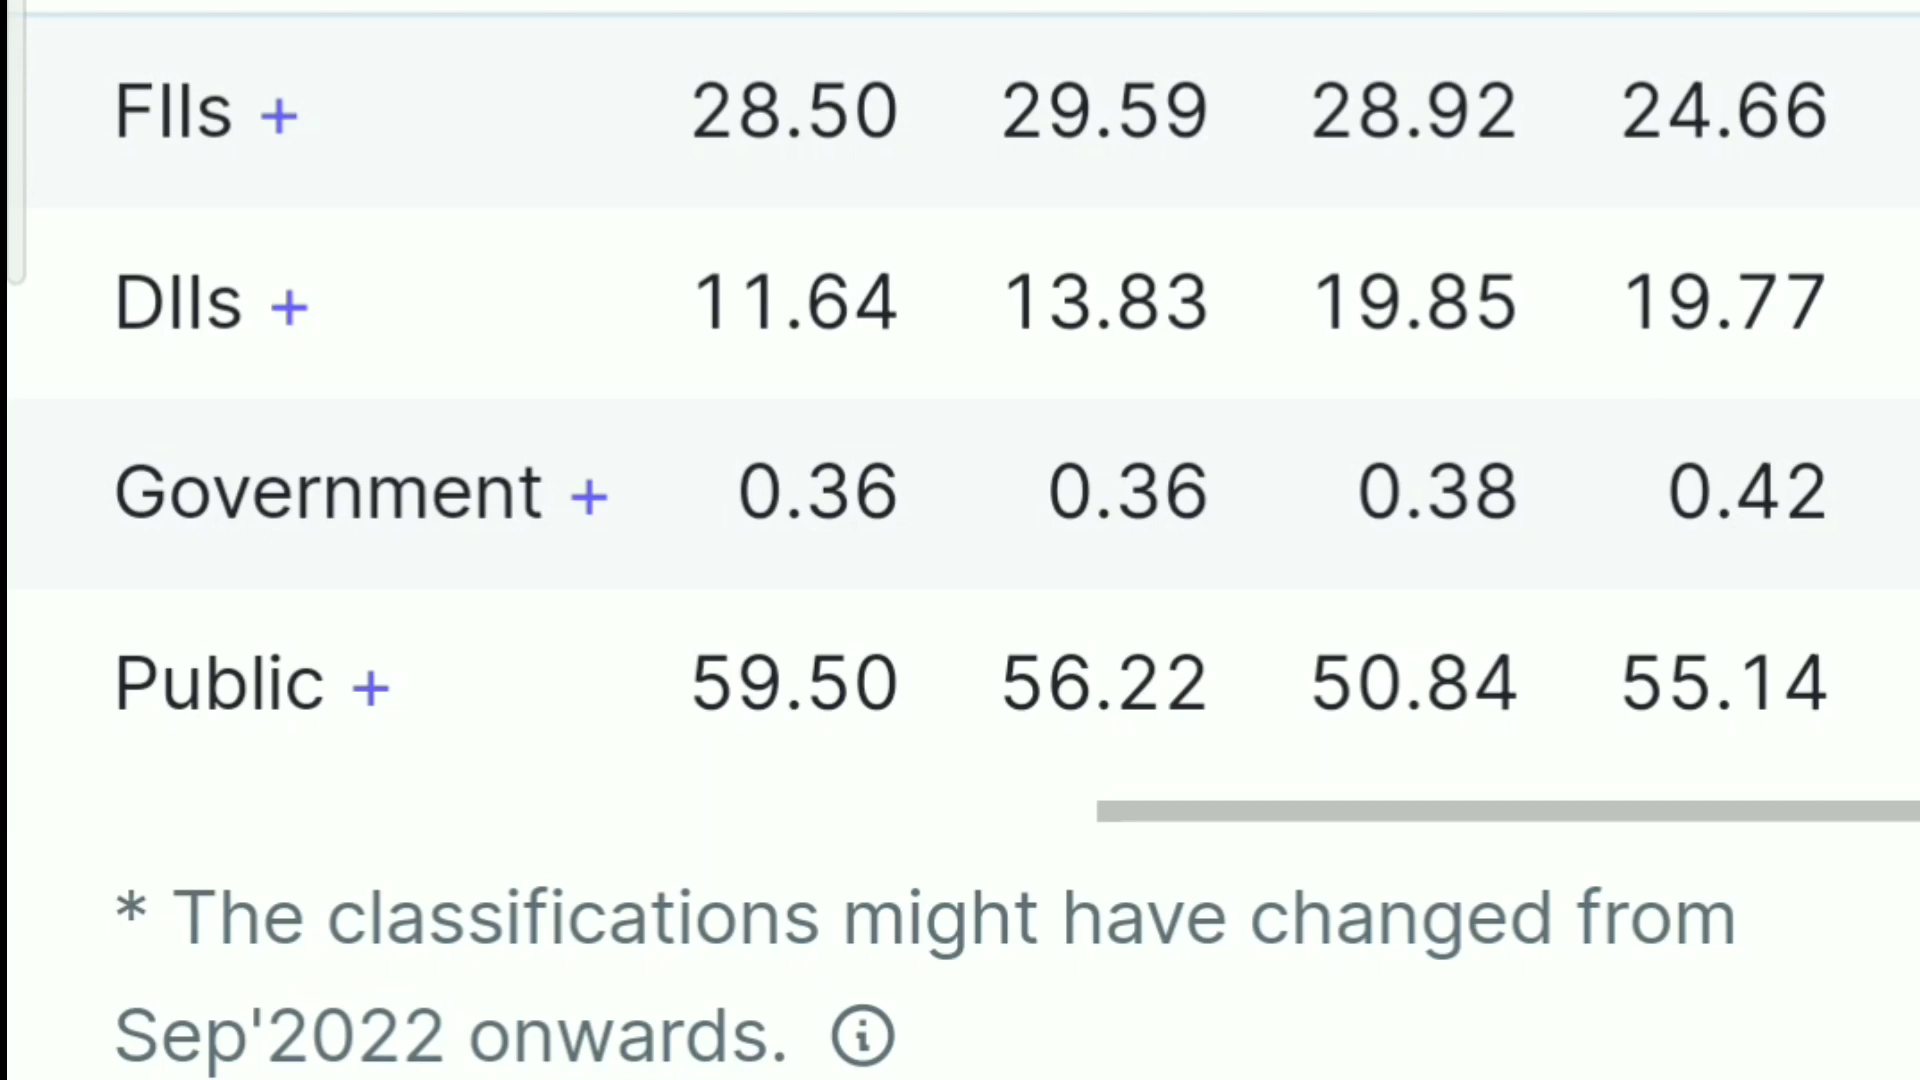 FIIs + 28.50 29.59 28.92 24.66
DIIs + 11.64 13.83 19.85 19.77
Government + 0.36 0.36 0.38 0.42
Public + 59.50 56.22 50.84 55.14
* The classifications might have changed from
Sep'2022 onwards.